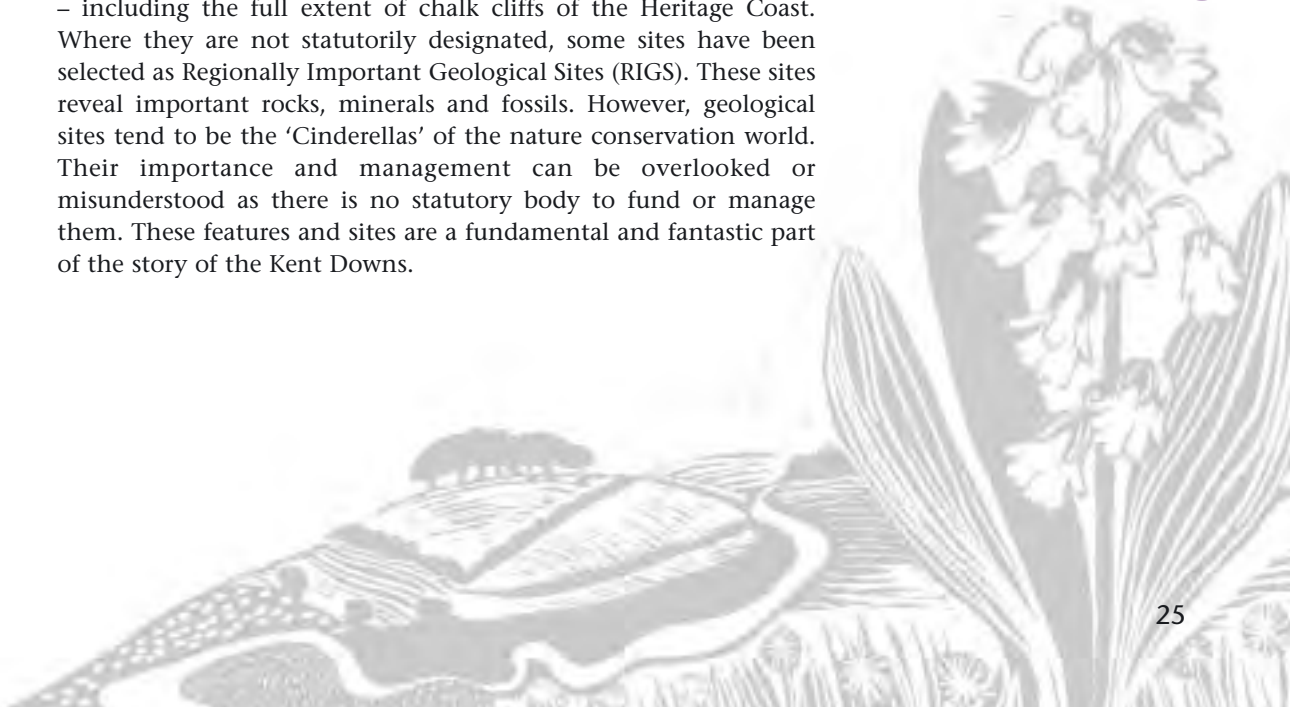 – including the full extent of chalk cliffs of the Heritage Coast.
Where they are not statutorily designated, some sites have been
selected as Regionally Important Geological Sites (RIGS). These sites
reveal important rocks, minerals and fossils. However, geological
sites tend to be the ‘Cinderellas’ of the nature conservation world.
Their importance and management can be overlooked or
misunderstood as there is no statutory body to fund or manage
them. These features and sites are a fundamental and fantastic part
of the story of the Kent Downs.
25